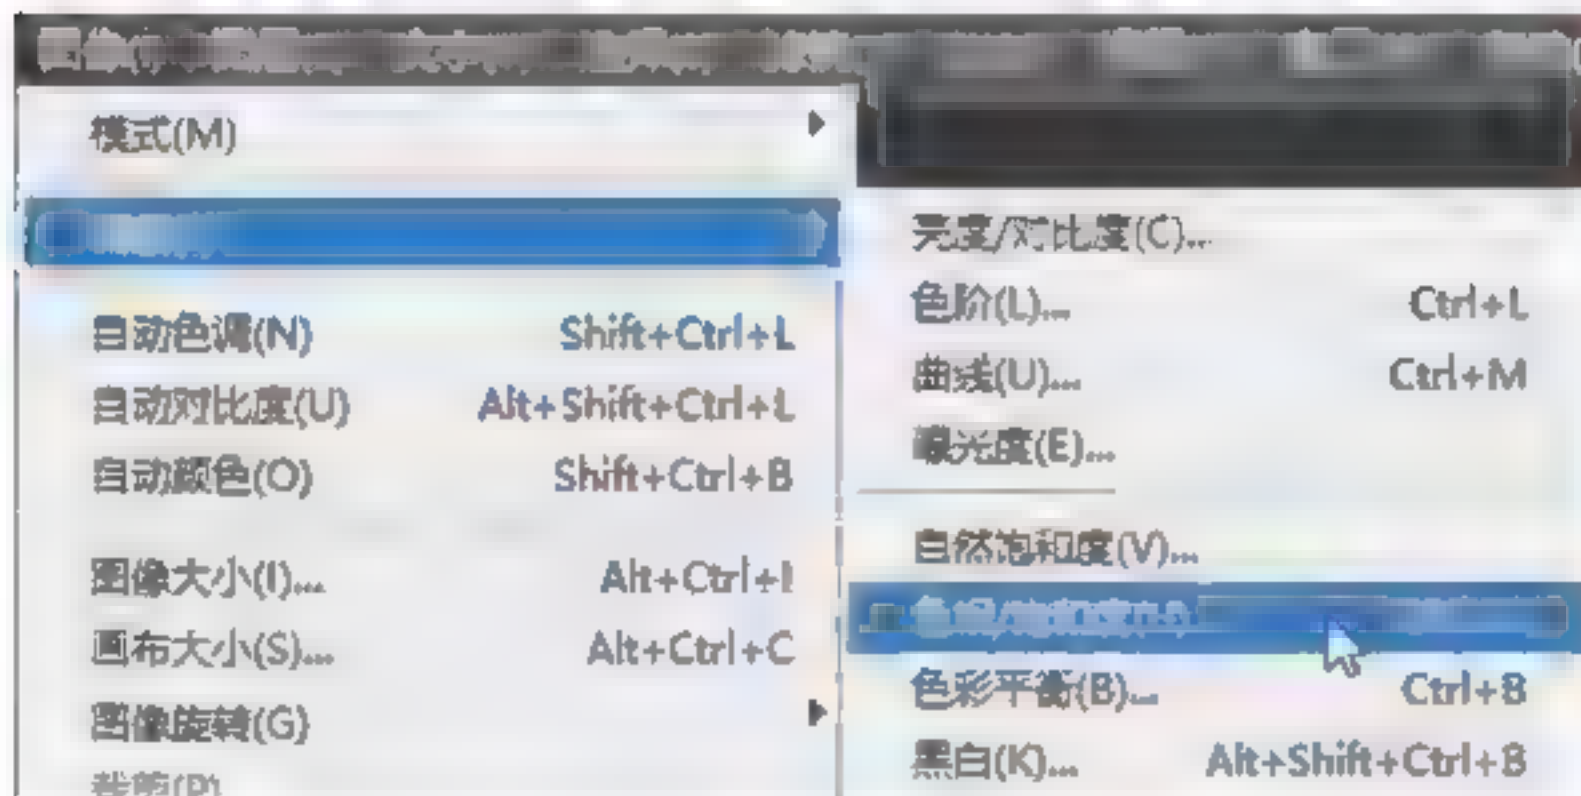 模式(M)
自动色调(N) Shift+Ctrl+L
自动对比度(U) Alt+Shift+Ctrl+L
自动颜色(O) Shift+Ctrl+B
图像大小(I)... Alt+Ctrl+I
画布大小(S)... Alt+Ctrl+C
图像旋转(G)
裁剪(P)
亮度/对比度(C)...
色阶(L)... Ctrl+L
曲线(U)... Ctrl+M
曝光度(E)...
自然饱和度(V)...
色彩平衡(B)... Ctrl+B
黑白(K)... Alt+Shift+Ctrl+B